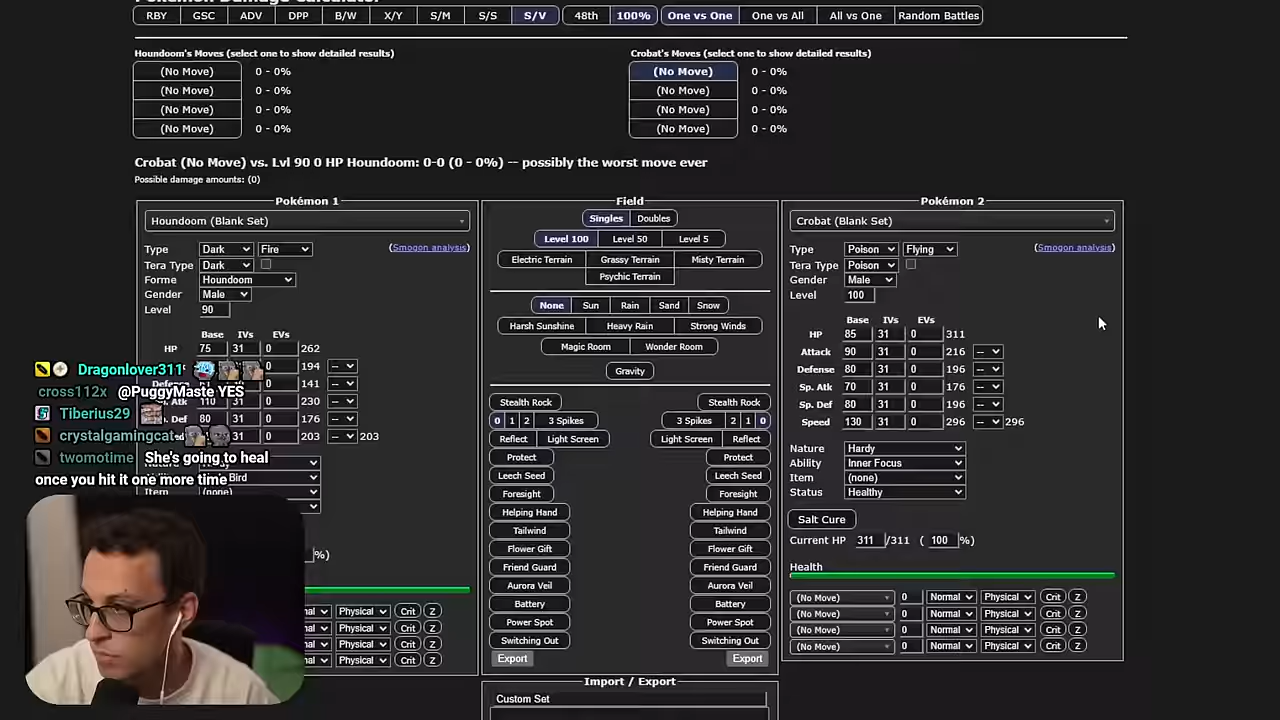 RBY GSC ADV DPP B/W X/Y S/M S/S S/V 48th 100% One vs One One vs All All vs One Random Battles
Houndoom's Moves (select one to show detailed results)
(No Move) 0 - 0%
(No Move) 0 - 0%
(No Move) 0 - 0%
(No Move) 0 - 0%
Crobat's Moves (select one to show detailed results)
(No Move) 0 - 0%
(No Move) 0 - 0%
(No Move) 0 - 0%
(No Move) 0 - 0%
Crobat (No Move) vs. Lvl 90 0 HP Houndoom: 0-0 (0 - 0%) -- possibly the worst move ever
Possible damage amounts: (0)
Pokémon 1
Houndoom (Blank Set)
Type Dark Fire (Smogon analysis)
Tera Type Dark
Forme Houndoom
Gender Male
Level 90
Base IVs EVs
HP 75 31 0 262
0 194 --
0 141 --
110 31 0 230 --
80 31 0 176 --
31 0 203 -- 203
Bird
(none)
%)
Physical Crit Z
Physical Crit Z
Physical Crit Z
Physical Crit Z
Dragonlover311
cross112x @PuggyMaste YES
Tiberius29
crystalgamingcat
twomotime She's going to heal
once you hit it one more time
Field
Singles Doubles
Level 100 Level 50 Level 5
Electric Terrain Grassy Terrain Misty Terrain
Psychic Terrain
None Sun Rain Sand Snow
Harsh Sunshine Heavy Rain Strong Winds
Magic Room Wonder Room
Gravity
Stealth Rock Stealth Rock
0 1 2 3 Spikes 3 Spikes 2 1 0
Reflect Light Screen Light Screen Reflect
Protect Protect
Leech Seed Leech Seed
Foresight Foresight
Helping Hand Helping Hand
Tailwind Tailwind
Flower Gift Flower Gift
Friend Guard Friend Guard
Aurora Veil Aurora Veil
Battery Battery
Power Spot Power Spot
Switching Out Switching Out
Export Export
Import / Export
Custom Set
Pokémon 2
Crobat (Blank Set)
Type Poison Flying (Smogon analysis)
Tera Type Poison
Gender Male
Level 100
Base IVs EVs
HP 85 31 0 311
Attack 90 31 0 216 --
Defense 80 31 0 196 --
Sp. Atk 70 31 0 176 --
Sp. Def 80 31 0 196 --
Speed 130 31 0 296 -- 296
Nature Hardy
Ability Inner Focus
Item (none)
Status Healthy
Salt Cure
Current HP 311 /311 ( 100 %)
Health
(No Move) 0 Normal Physical Crit Z
(No Move) 0 Normal Physical Crit Z
(No Move) 0 Normal Physical Crit Z
(No Move) 0 Normal Physical Crit Z